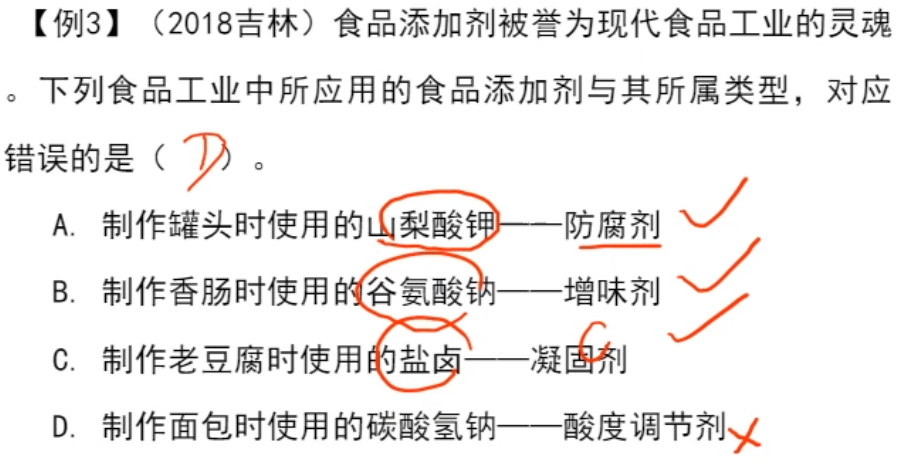 【例3】（2018吉林）食品添加剂被誉为现代食品工业的灵魂
。下列食品工业中所应用的食品添加剂与其所属类型，对应
错误的是（ D ）。
A. 制作罐头时使用的山梨酸钾——防腐剂
B. 制作香肠时使用的谷氨酸钠——增味剂
C. 制作老豆腐时使用的盐卤——凝固剂
D. 制作面包时使用的碳酸氢钠——酸度调节剂